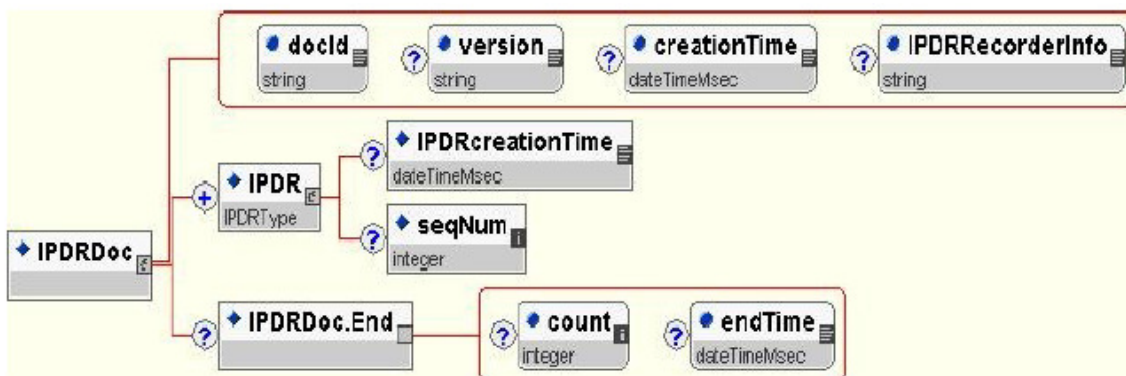 docId
string
? version
string
? creationTime
dateTimeMsec
? IPDRRecorderInfo
string
? IPDRcreationTime
dateTimeMsec
+ IPDR
IPDRType
? seqNum
i
integer
IPDRDoc
? IPDRDoc.End
? count
i
integer
? endTime
dateTimeMsec